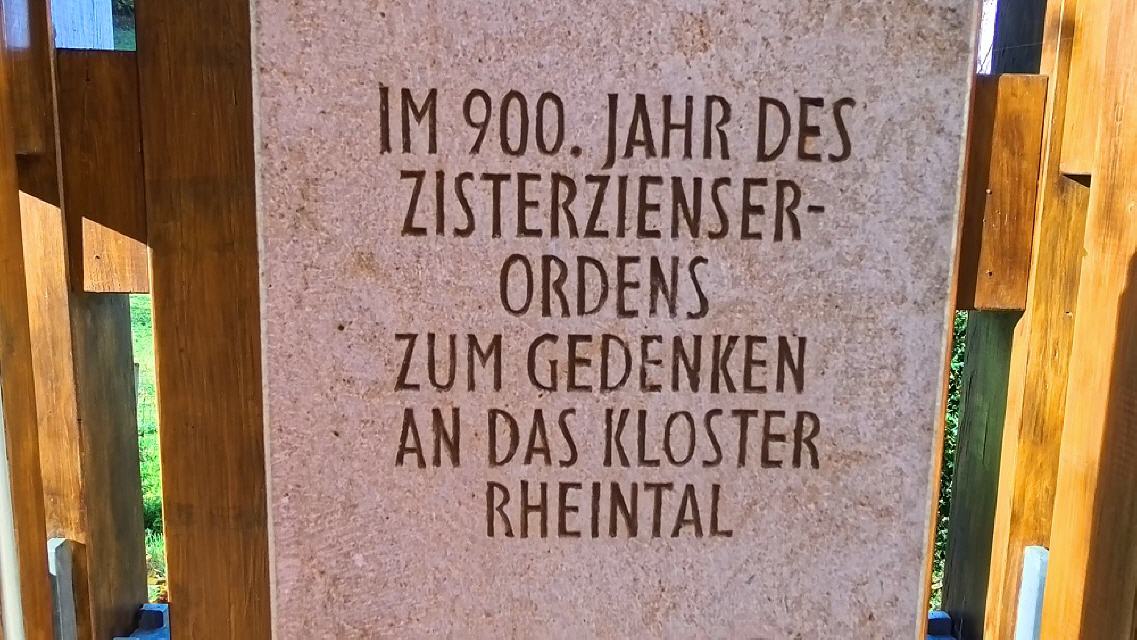 IM 900. JAHR DES
ZISTERZIENSER-
ORDENS
ZUM GEDENKEN
AN DAS KLOSTER
RHEINTAL